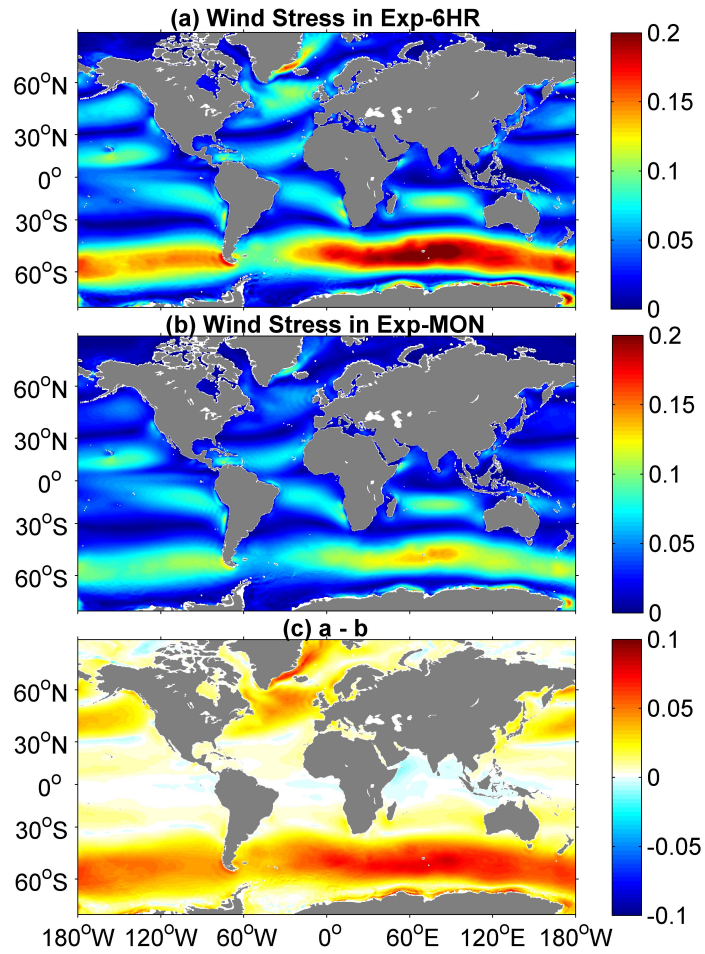 (a) Wind Stress in Exp-6HR
60°N
30°N
0°
30°S
60°S
0.2
0.15
0.1
0.05
0
(b) Wind Stress in Exp-MON
60°N
30°N
0°
30°S
60°S
0.2
0.15
0.1
0.05
0
(c) a - b
60°N
30°N
0°
30°S
60°S
0.1
0.05
0
-0.05
-0.1
180°W 120°W 60°W 0° 60°E 120°E 180°W